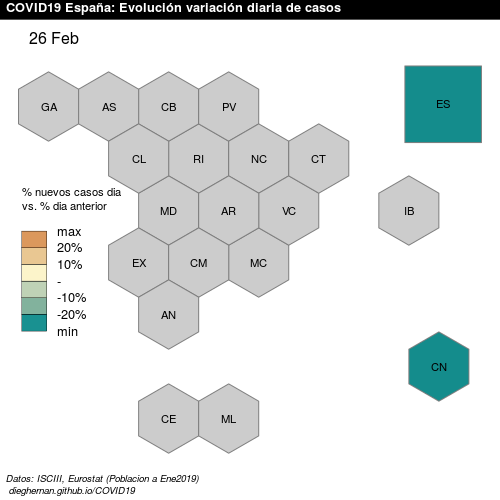 COVID19 España: Evolución variación diaria de casos
26 Feb
ES
GA AS CB PV
CL RI NC CT
% nuevos casos dia
vs. % dia anterior
MD AR VC IB
max
20%
10%
-
-10%
-20%
min
EX CM MC
AN
CN
CE ML
Datos: ISCIII, Eurostat (Poblacion a Ene2019)
dieghernan.github.io/COVID19